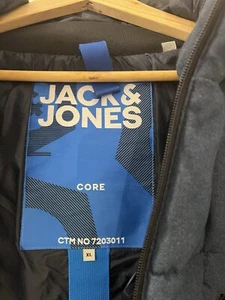 JACK&
JONES
CORE
CTM NO 7203011
XL